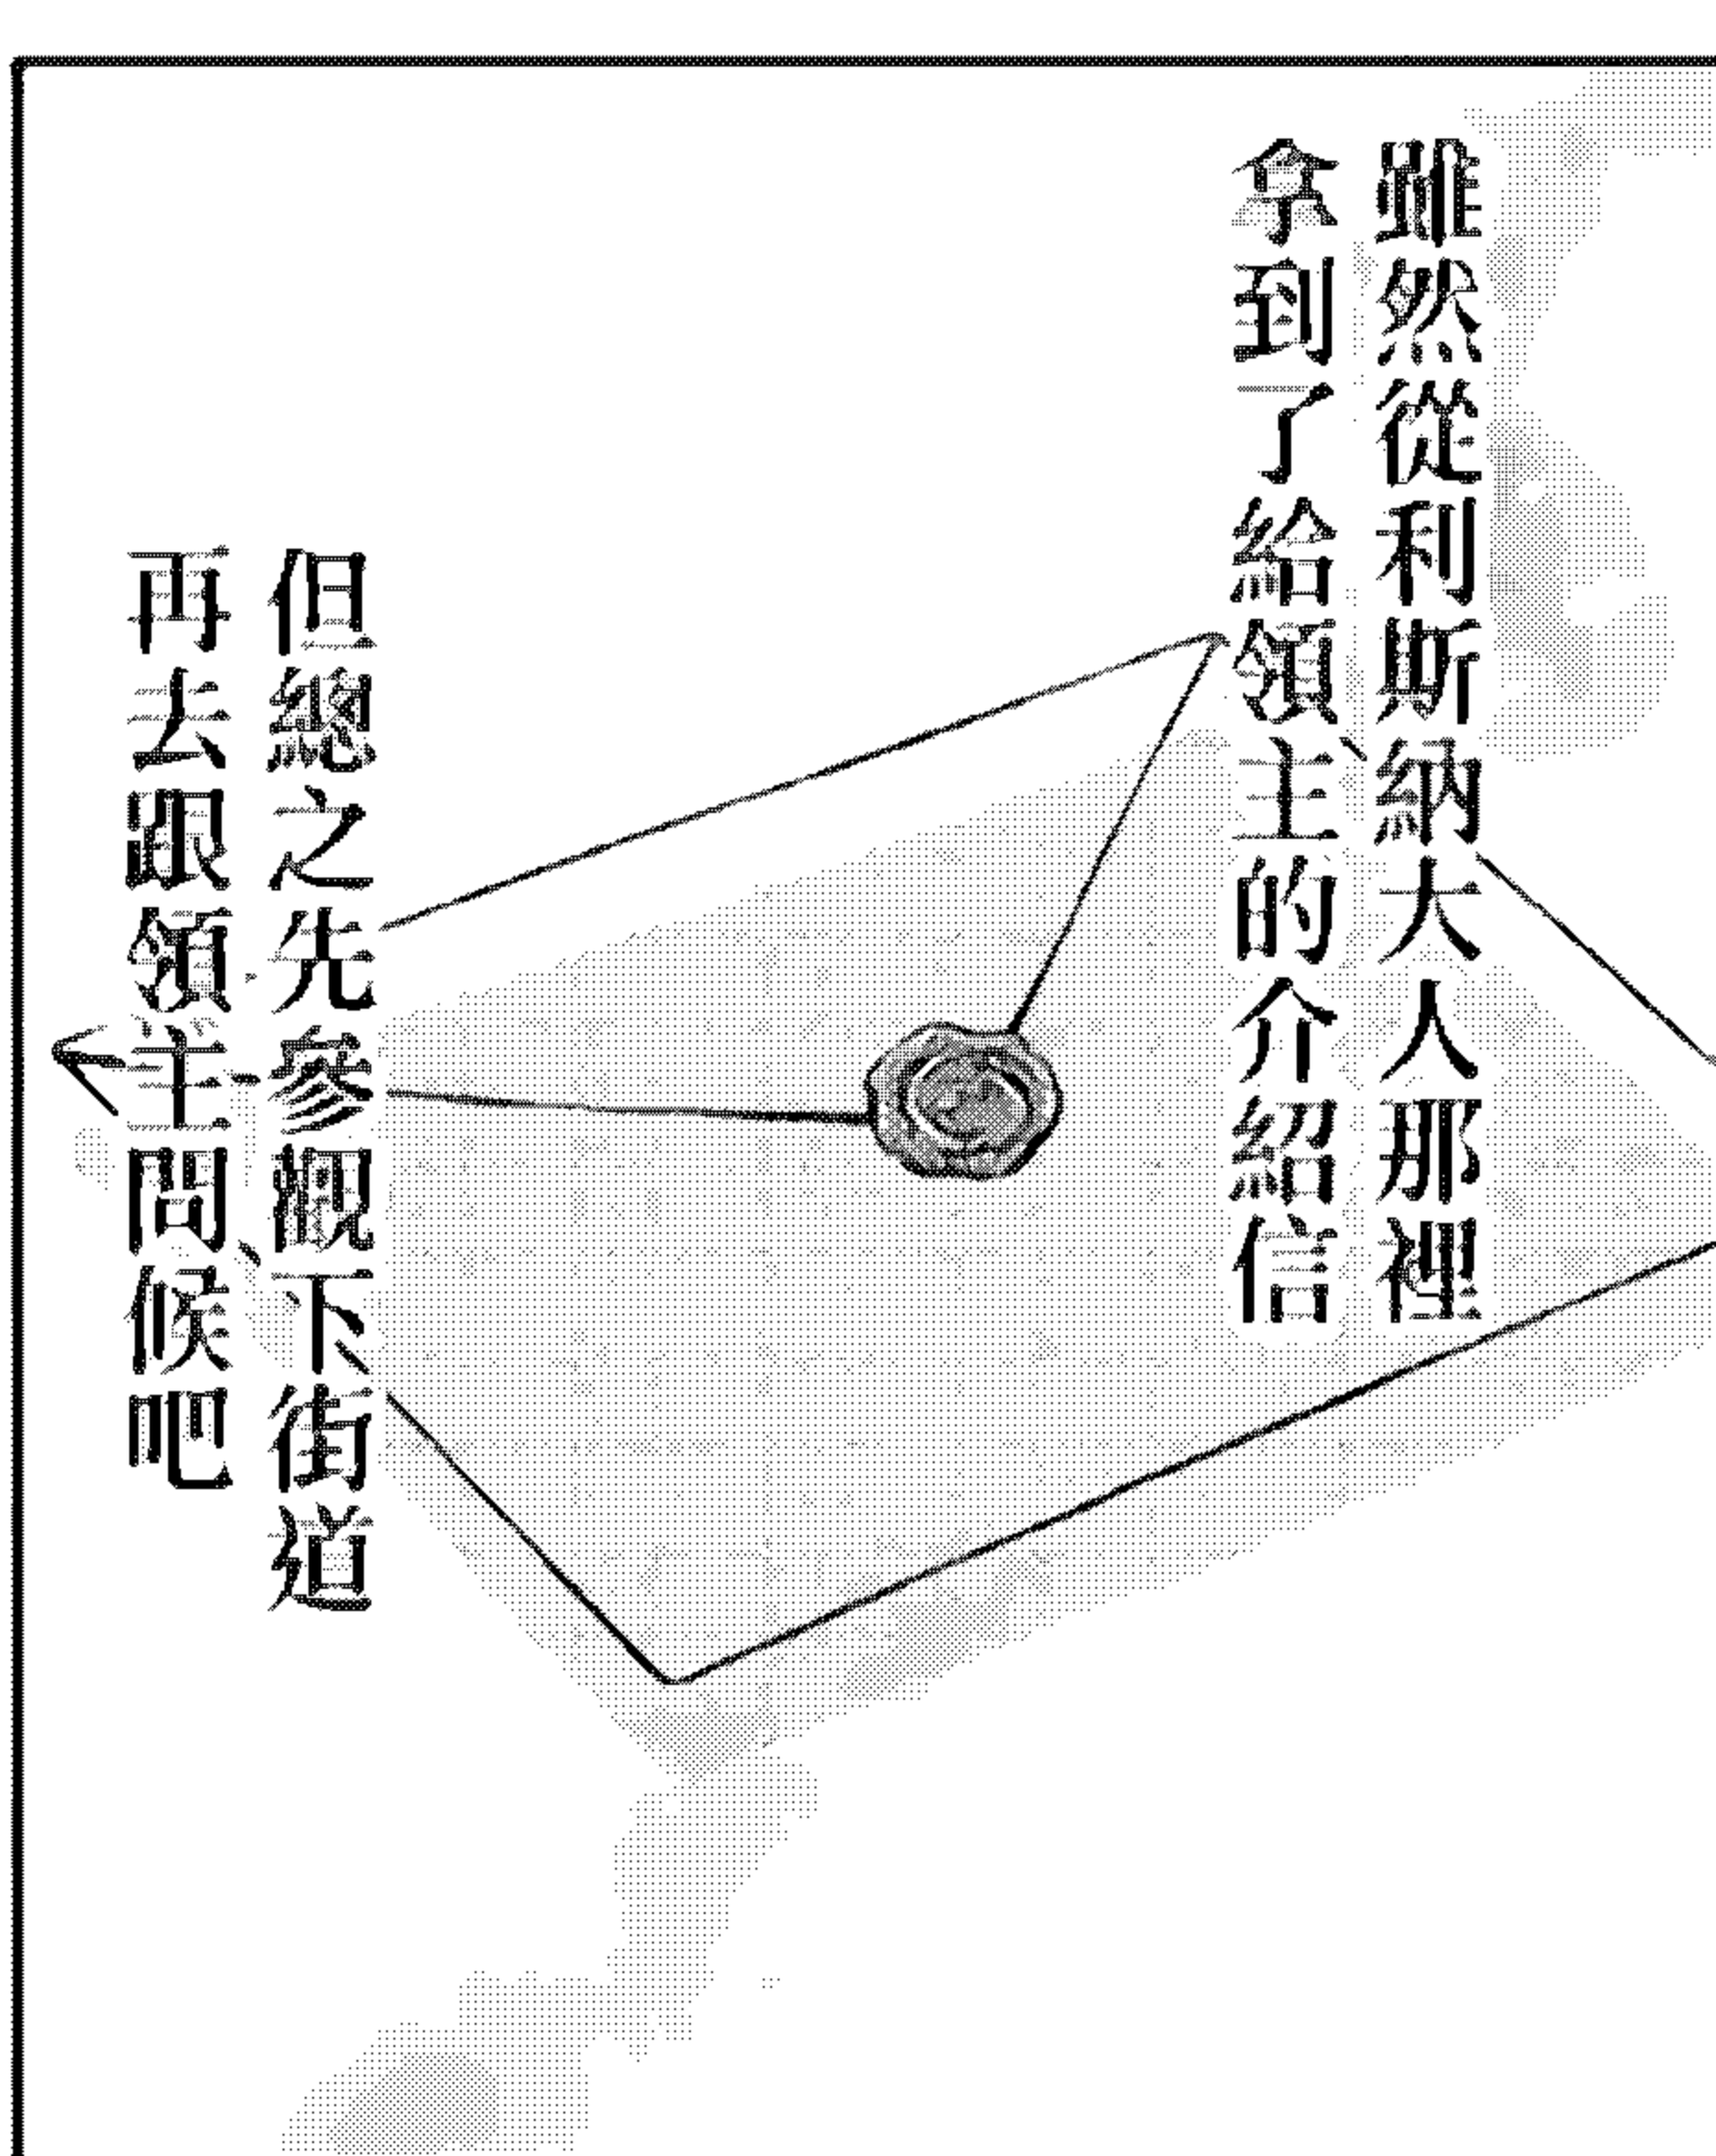 雖然從利斯納大人那裡
拿到了給領主的介紹信
但總之先參觀下街道
再去跟領主問候吧